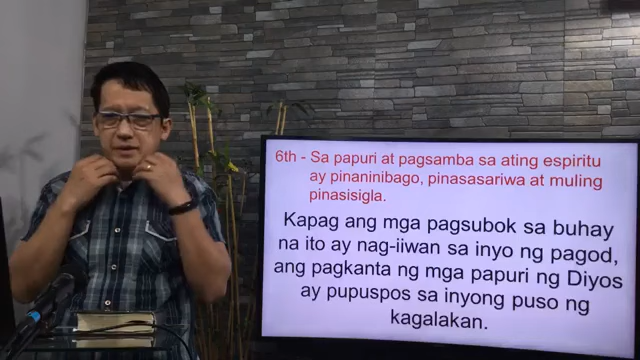 6th - Sa papuri at pagsamba sa ating espiritu
ay pinaninibago, pinasasariwa at muling
pinasisigla.
Kapag ang mga pagsubok sa buhay
na ito ay nag-iiwan sa inyo ng pagod,
ang pagkanta ng mga papuri ng Diyos
ay pupuspos sa inyong puso ng
kagalakan.